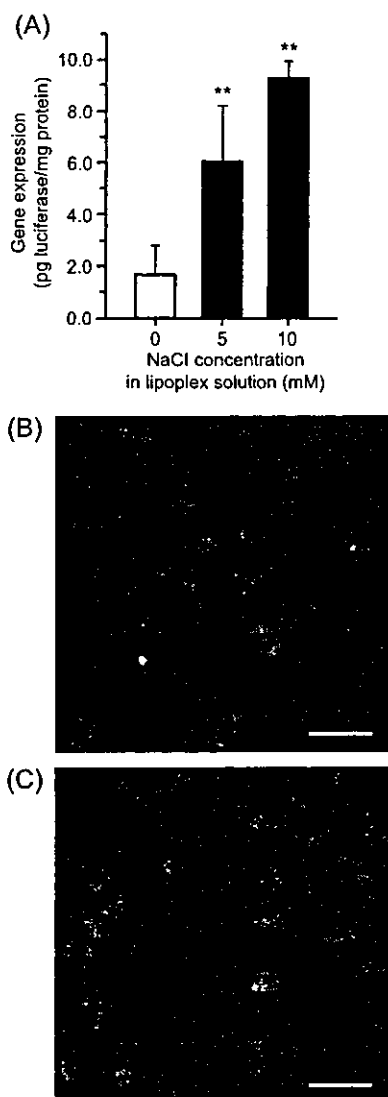 (A)
Gene expression
(pg luciferase/mg protein)
10.0
8.0
6.0
4.0
2.0
0.0
**
**
0
5
10
NaCl concentration
in lipoplex solution (mM)
(B)
(C)